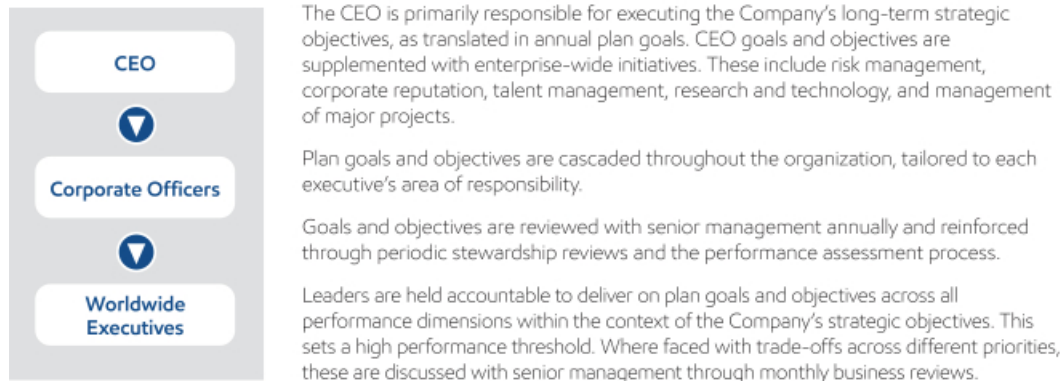 CEO
Corporate Officers
Worldwide
Executives
The CEO is primarily responsible for executing the Company’s long-term strategic
objectives, as translated in annual plan goals. CEO goals and objectives are
supplemented with enterprise-wide initiatives. These include risk management,
corporate reputation, talent management, research and technology, and management
of major projects.
Plan goals and objectives are cascaded throughout the organization, tailored to each
executive’s area of responsibility.
Goals and objectives are reviewed with senior management annually and reinforced
through periodic stewardship reviews and the performance assessment process.
Leaders are held accountable to deliver on plan goals and objectives across all
performance dimensions within the context of the Company’s strategic objectives. This
sets a high performance threshold. Where faced with trade-offs across different priorities,
these are discussed with senior management through monthly business reviews.